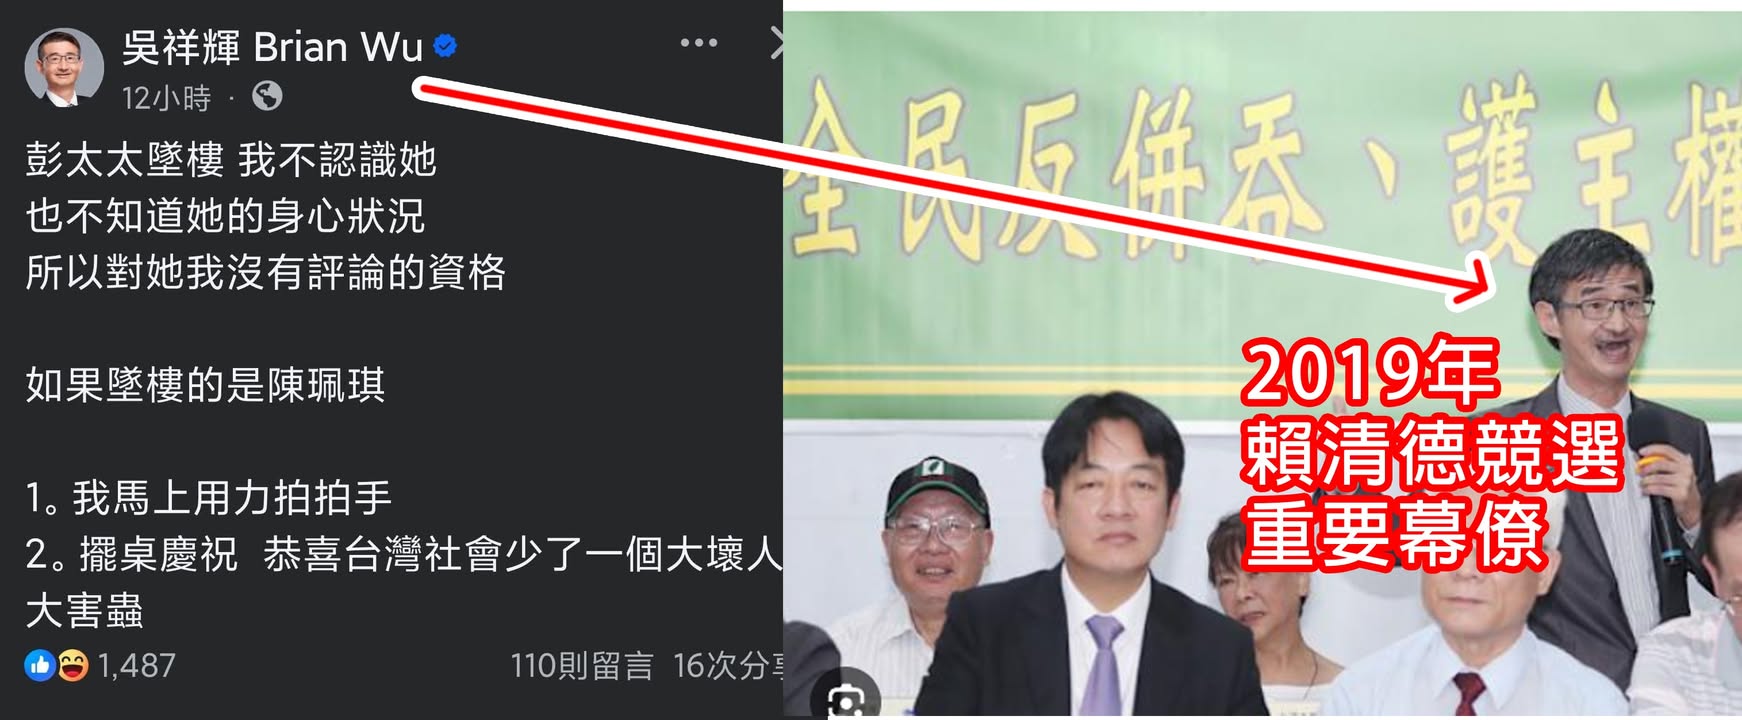 吳祥輝 Brian Wu
12小時 ·
彭太太墜樓 我不認識她
也不知道她的身心狀況
所以對她我沒有評論的資格
如果墜樓的是陳珮琪
1。我馬上用力拍拍手
2。擺桌慶祝 恭喜台灣社會少了一個大壞人
大害蟲
1,487
110則留言 16次分享
全民反併吞、護主權
2019年
賴清德競選
重要幕僚